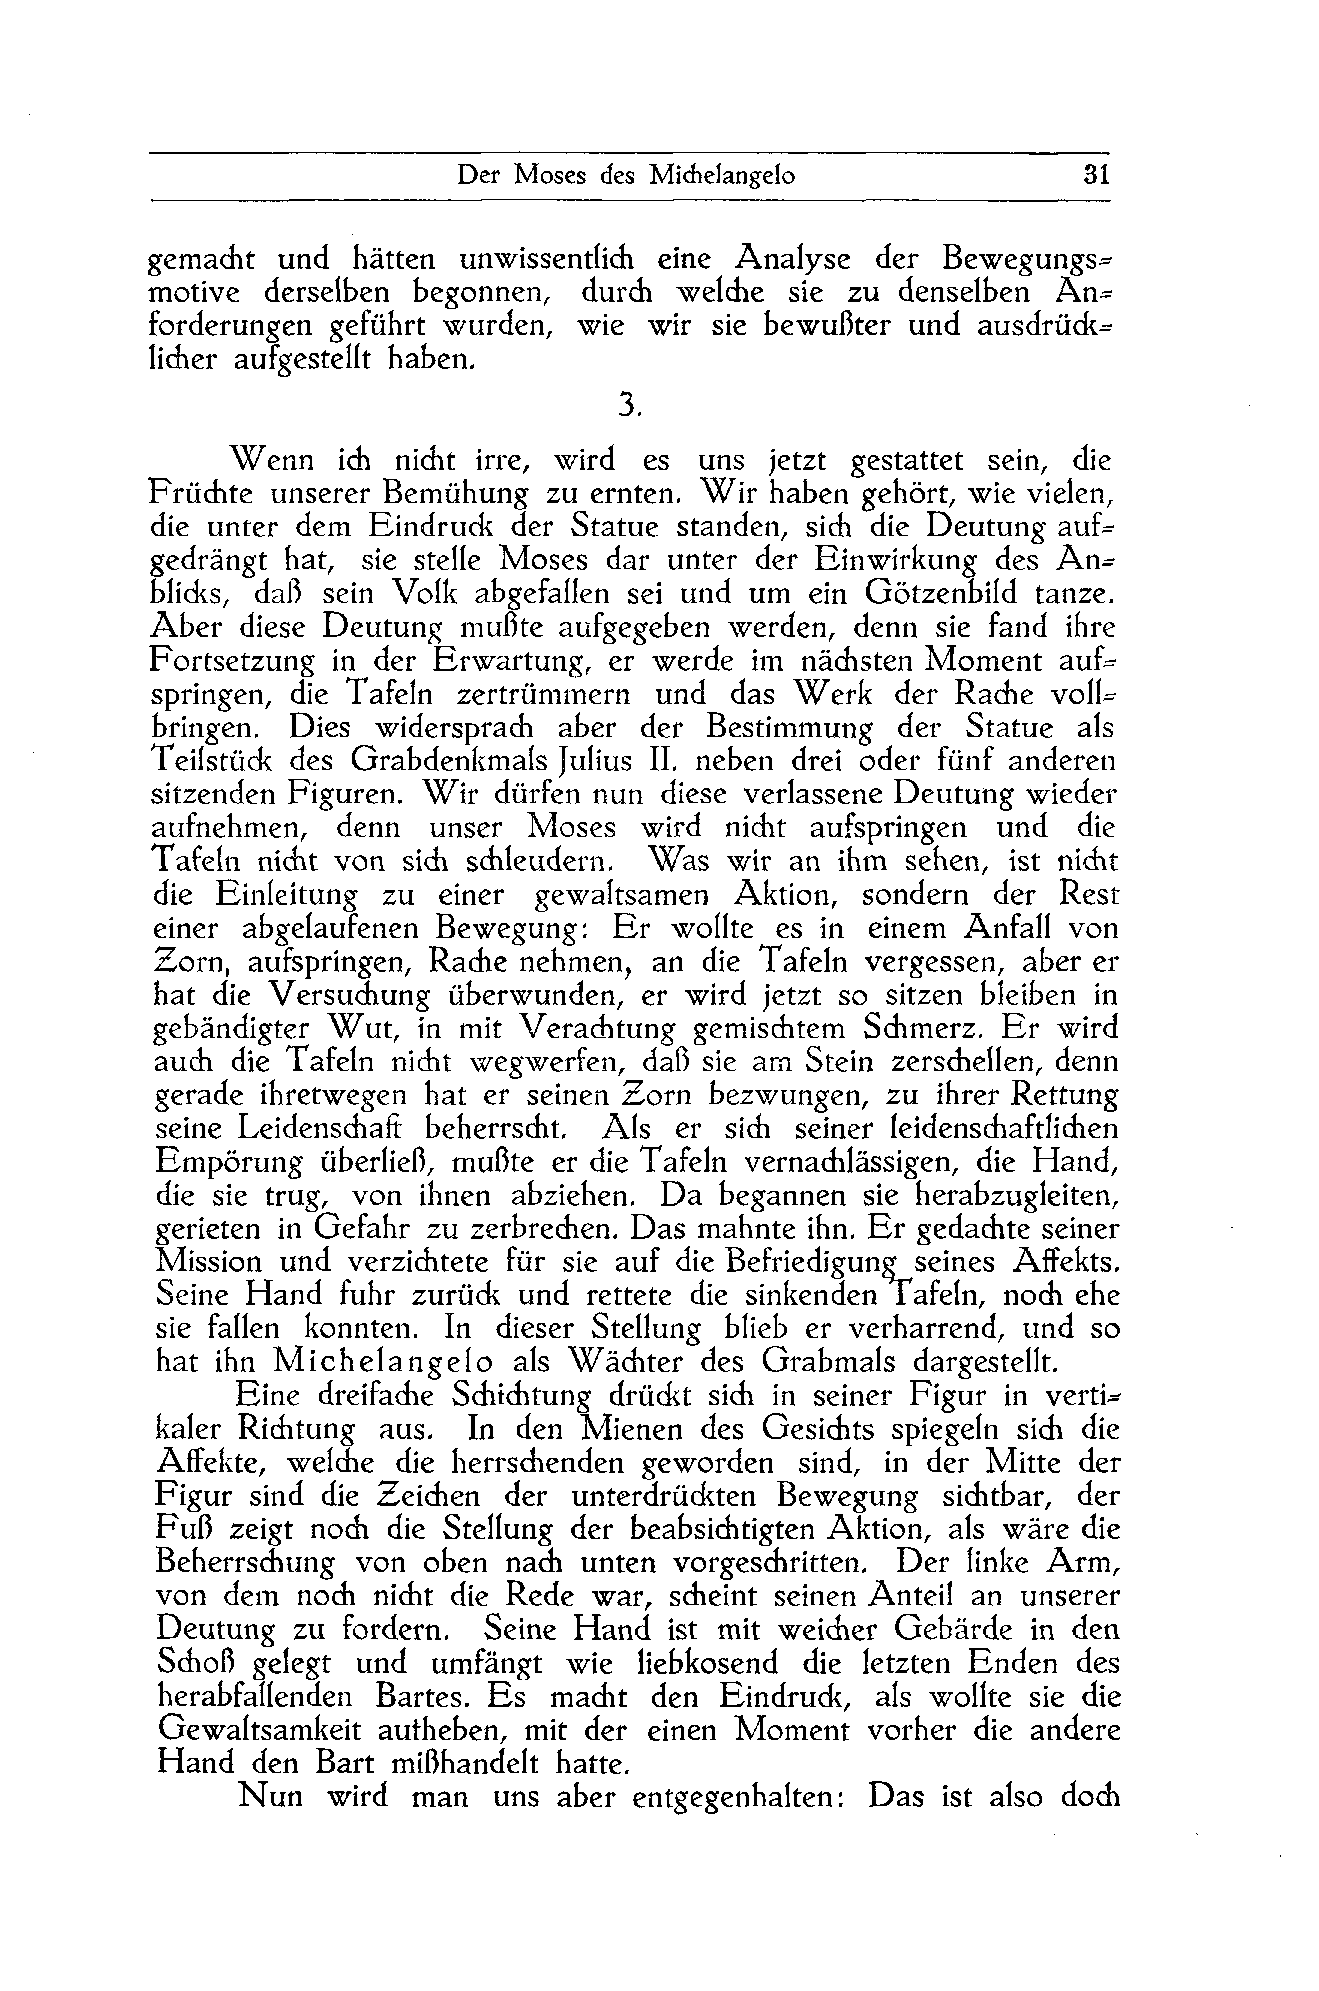 Der Moses des Michelangelo 31
gemacht und hätten unwissentlich eine Analyse der Bewegungs-
motive derselben begonnen, durch welche sie zu denselben An-
forderungen geführt wurden, wie wir sie bewußter und ausdrück-
licher aufgestellt haben.
3.
Wenn ich nicht irre, wird es uns jetzt gestattet sein, die
Früchte unserer Bemühung zu ernten. Wir haben gehört, wie vielen,
die unter dem Eindruck der Statue standen, sich die Deutung auf-
gedrängt hat, sie stelle Moses dar unter der Einwirkung des An-
blicks, daß sein Volk abgefallen sei und um ein Götzenbild tanze.
Aber diese Deutung mußte aufgegeben werden, denn sie fand ihre
Fortsetzung in der Erwartung, er werde im nächsten Moment auf-
springen, die Tafeln zertrümmern und das Werk der Rache voll-
bringen. Dies widersprach aber der Bestimmung der Statue als
Teilstück des Grabdenkmals Julius II. neben drei oder fünf anderen
sitzenden Figuren. Wir dürfen nun diese verlassene Deutung wieder
aufnehmen, denn unser Moses wird nicht aufspringen und die
Tafeln nicht von sich schleudern. Was wir an ihm sehen, ist nicht
die Einleitung zu einer gewaltsamen Aktion, sondern der Rest
einer abgelaufenen Bewegung: Er wollte es in einem Anfall von
Zorn, aufspringen, Rache nehmen, an die Tafeln vergessen, aber er
hat die Versuchung überwunden, er wird jetzt so sitzen bleiben in
gebändigter Wut, in mit Verachtung gemischtem Schmerz. Er wird
auch die Tafeln nicht wegwerfen, daß sie am Stein zerschellen, denn
gerade ihretwegen hat er seinen Zorn bezwungen, zu ihrer Rettung
seine Leidenschaft beherrscht. Als er sich seiner leidenschaftlichen
Empörung überließ, mußte er die Tafeln vernachlässigen, die Hand,
die sie trug, von ihnen abziehen. Da begannen sie herabzugleiten,
gerieten in Gefahr zu zerbrechen. Das mahnte ihn. Er gedachte seiner
Mission und verzichtete für sie auf die Befriedigung seines Affekts.
Seine Hand fuhr zurück und rettete die sinkenden Tafeln, noch ehe
sie fallen konnten. In dieser Stellung blieb er verharrend, und so
hat ihn Michelangelo als Wächter des Grabmals dargestellt.
Eine dreifache Schichtung drückt sich in seiner Figur in verti-
kaler Richtung aus. In den Mienen des Gesichts spiegeln sich die
Affekte, welche die herrschenden geworden sind, in der Mitte der
Figur sind die Zeichen der unterdrückten Bewegung sichtbar, der
Fuß zeigt noch die Stellung der beabsichtigten Aktion, als wäre die
Beherrschung von oben nach unten vorgeschritten. Der linke Arm,
von dem noch nicht die Rede war, scheint seinen Anteil an unserer
Deutung zu fordern. Seine Hand ist mit weicher Gebärde in den
Schoß gelegt und umfängt wie liebkosend die letzten Enden des
herabfallenden Bartes. Es macht den Eindruck, als wollte sie die
Gewaltsamkeit autheben, mit der einen Moment vorher die andere
Hand den Bart mißhandelt hatte.
Nun wird man uns aber entgegenhalten: Das ist also doch